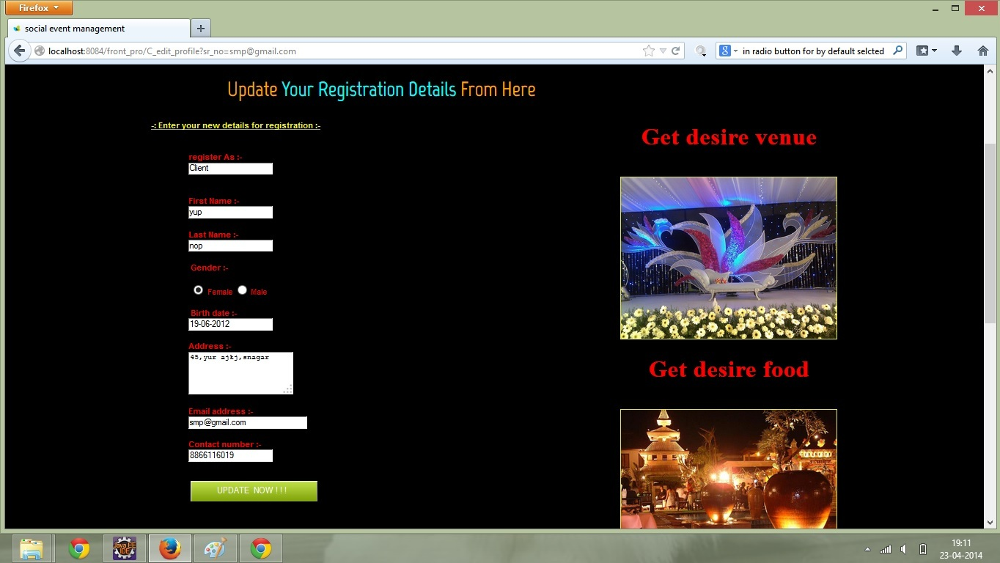 Firefox
social event management
localhost:8084/front_pro/C_edit_profile?sr_no=smp@gmail.com
in radio button for by default selcted
Update Your Registration Details From Here
-: Enter your new details for registration :-
register As :-
Client
First Name :-
yup
Last Name :-
nop
Gender :-
Female Male
Birth date :-
19-06-2012
Address :-
45,yur ajkj,snagar
Email address :-
smp@gmail.com
Contact number :-
8866116019
UPDATE NOW ! ! !
Get desire venue
Get desire food
Java EE
IDE
19:11
23-04-2014